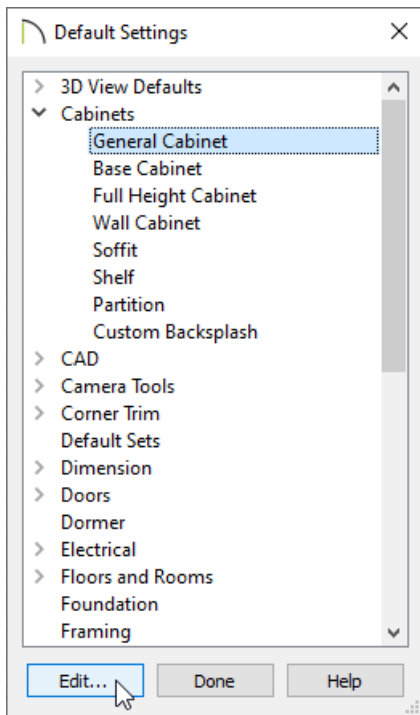 Default Settings
3D View Defaults
Cabinets
General Cabinet
Base Cabinet
Full Height Cabinet
Wall Cabinet
Soffit
Shelf
Partition
Custom Backsplash
CAD
Camera Tools
Corner Trim
Default Sets
Dimension
Doors
Dormer
Electrical
Floors and Rooms
Foundation
Framing
Edit... Done Help